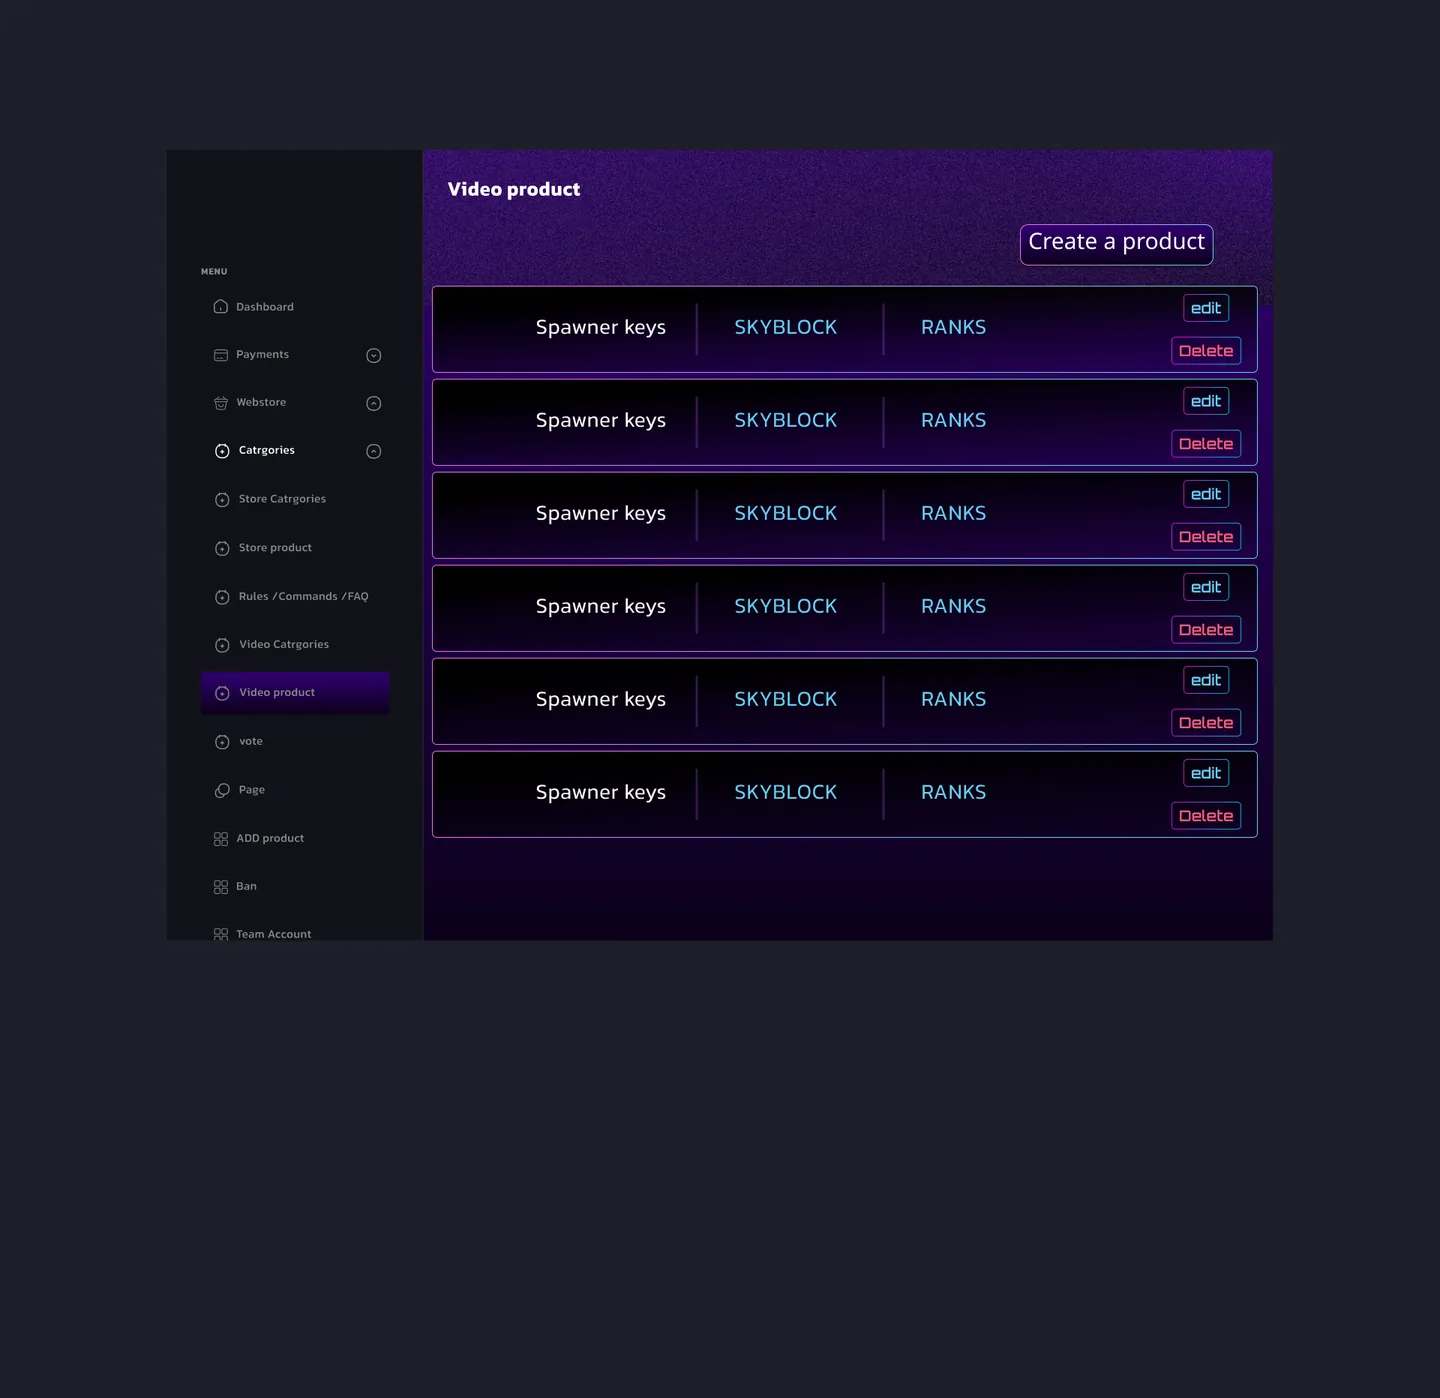 Video product
Create a product
MENU
Dashboard
Payments
Webstore
Catrgories
Store Catrgories
Store product
Rules /Commands /FAQ
Video Catrgories
Video product
vote
Page
ADD product
Ban
Team Account
Spawner keys SKYBLOCK RANKS edit
Delete
Spawner keys SKYBLOCK RANKS edit
Delete
Spawner keys SKYBLOCK RANKS edit
Delete
Spawner keys SKYBLOCK RANKS edit
Delete
Spawner keys SKYBLOCK RANKS edit
Delete
Spawner keys SKYBLOCK RANKS edit
Delete